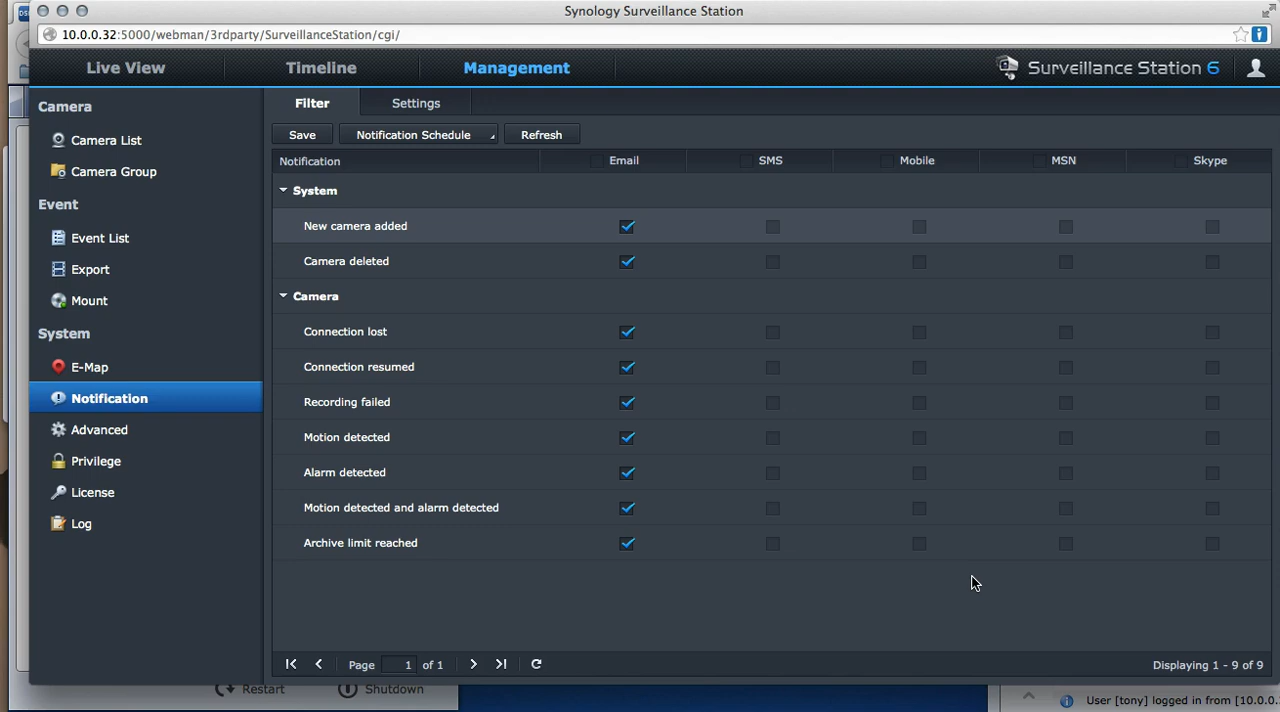 Synology Surveillance Station
10.0.0.32:5000/webman/3rdparty/SurveillanceStation/cgi/
Live View
Timeline
Management
Surveillance Station 6
Camera
Camera List
Camera Group
Event
Event List
Export
Mount
System
E-Map
Notification
Advanced
Privilege
License
Log
Filter
Settings
Save
Notification Schedule
Refresh
Notification Email SMS Mobile MSN Skype
System
New camera added
Camera deleted
Camera
Connection lost
Connection resumed
Recording failed
Motion detected
Alarm detected
Motion detected and alarm detected
Archive limit reached
Page 1 of 1
Displaying 1 - 9 of 9
Restart
Shutdown
User [tony] logged in from [10.0.0.